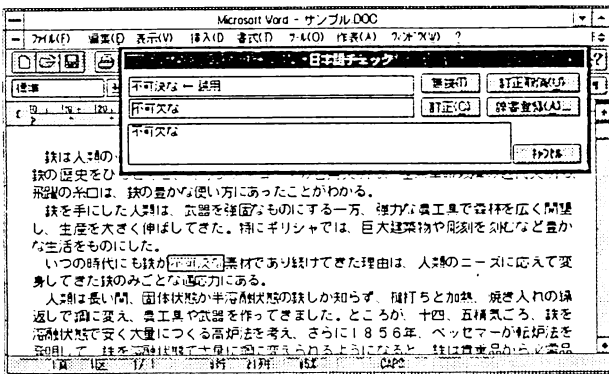 Microsoft Word - サンプル.DOC
ファイル(F) 編集(E) 表示(V) 挿入(I) 書式(T) ツール(O) 作表(A) ウィンドウ(W) ?
日本語チェック
標準
不可決な ← 誤用
訂正取消(U)
不可欠な
訂正(C) 辞書登録(A)...
不可欠な
キャンセル
鉄は人類の
鉄の歴史をひ
飛躍の糸口は、鉄の豊かな使い方にあったことがわかる。
鉄を手にした人類は、武器を強固なものにする一方、強力な農工具で森林を広く開墾
し、生産を大きく伸ばしてきた。特にギリシャでは、巨大建築物や彫刻を刻むなど豊か
な生活をものにした。
いつの時代にも鉄が素材であり続けてきた理由は、人類のニーズに応えて変
身してきた鉄のみごとな適応力にある。
人類は長い間、固体状態か半溶融状態の鉄しか知らず、槌打ちと加熱、焼き入れの繰
返しで鋼に変え、農工具や武器を作ってきました。ところが、十四、五積気ごろ、鉄を
溶融状態で安く大量につくる高炉法を考え、さらに1856年、ベッセマーが転炉法を
発明して、鉄を溶融状態で大量に鋼に変えられるようになると、鉄は貴重品から必需品
1頁 1区 1/1 21列 CAPS